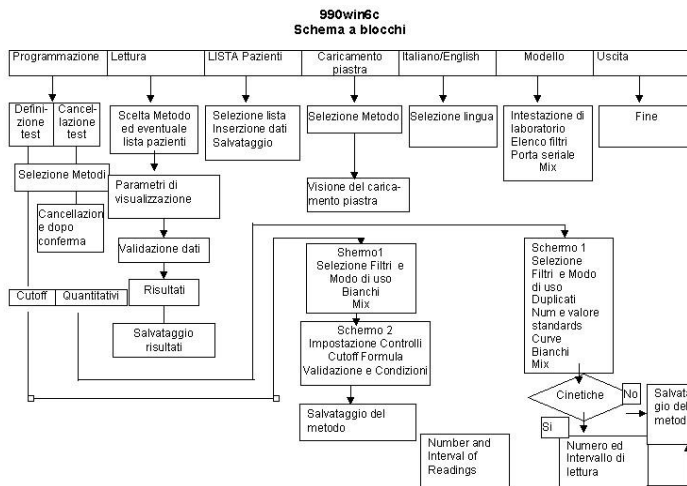 990win6c
Schema a blocchi
Programmazione
Lettura
LISTA Pazienti
Caricamento
piastra
Italiano/English
Modello
Uscita
Defini-
zione
test
Cancel-
lazione
test
Scelta Metodo
ed eventuale
lista pazienti
Selezione lista
Inserzione dati
Salvataggio
Selezione Metodo
Selezione lingua
Intestazione di
laboratorio
Elenco filtri
Porta seriale
Mix
Fine
Selezione Metodi
Parametri di
visualizzazione
Visione del carica-
mento piastra
Cancellazion
e dopo
conferma
Validazione dati
Shermo1
Selezione Filtri e
Modo di uso
Bianchi
Mix
Schermo 1
Selezione
Filtri e Modo
di uso
Duplicati
Num e valore
standards
Curve
Bianchi
Mix
Cutoff
Quantitativi
Risultati
Salvataggio
risultati
Schermo 2
Impostazione Controlli
Cutoff Formula
Validazione e Condizioni
Salvataggio del
metodo
Cinetiche
No
Salvata
gio del
metod
Si
Number and
Interval of
Readings
Numero ed
Intervallo di
lettura